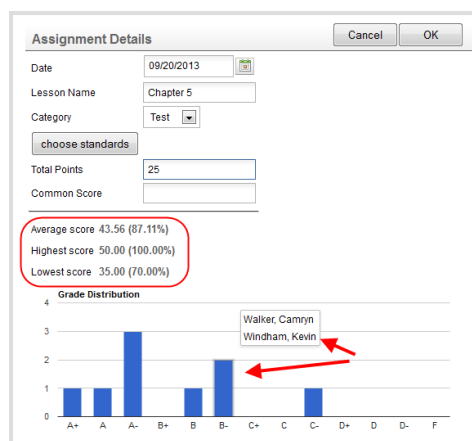 Assignment Details
Cancel
OK
Date 09/20/2013
Lesson Name Chapter 5
Category Test
choose standards
Total Points 25
Common Score
Average score 43.56 (87.11%)
Highest score 50.00 (100.00%)
Lowest score 35.00 (70.00%)
Grade Distribution
4
Walker, Camryn
3
Windham, Kevin
2
1
0
A+ A A- B+ B B- C+ C C- D+ D D- F